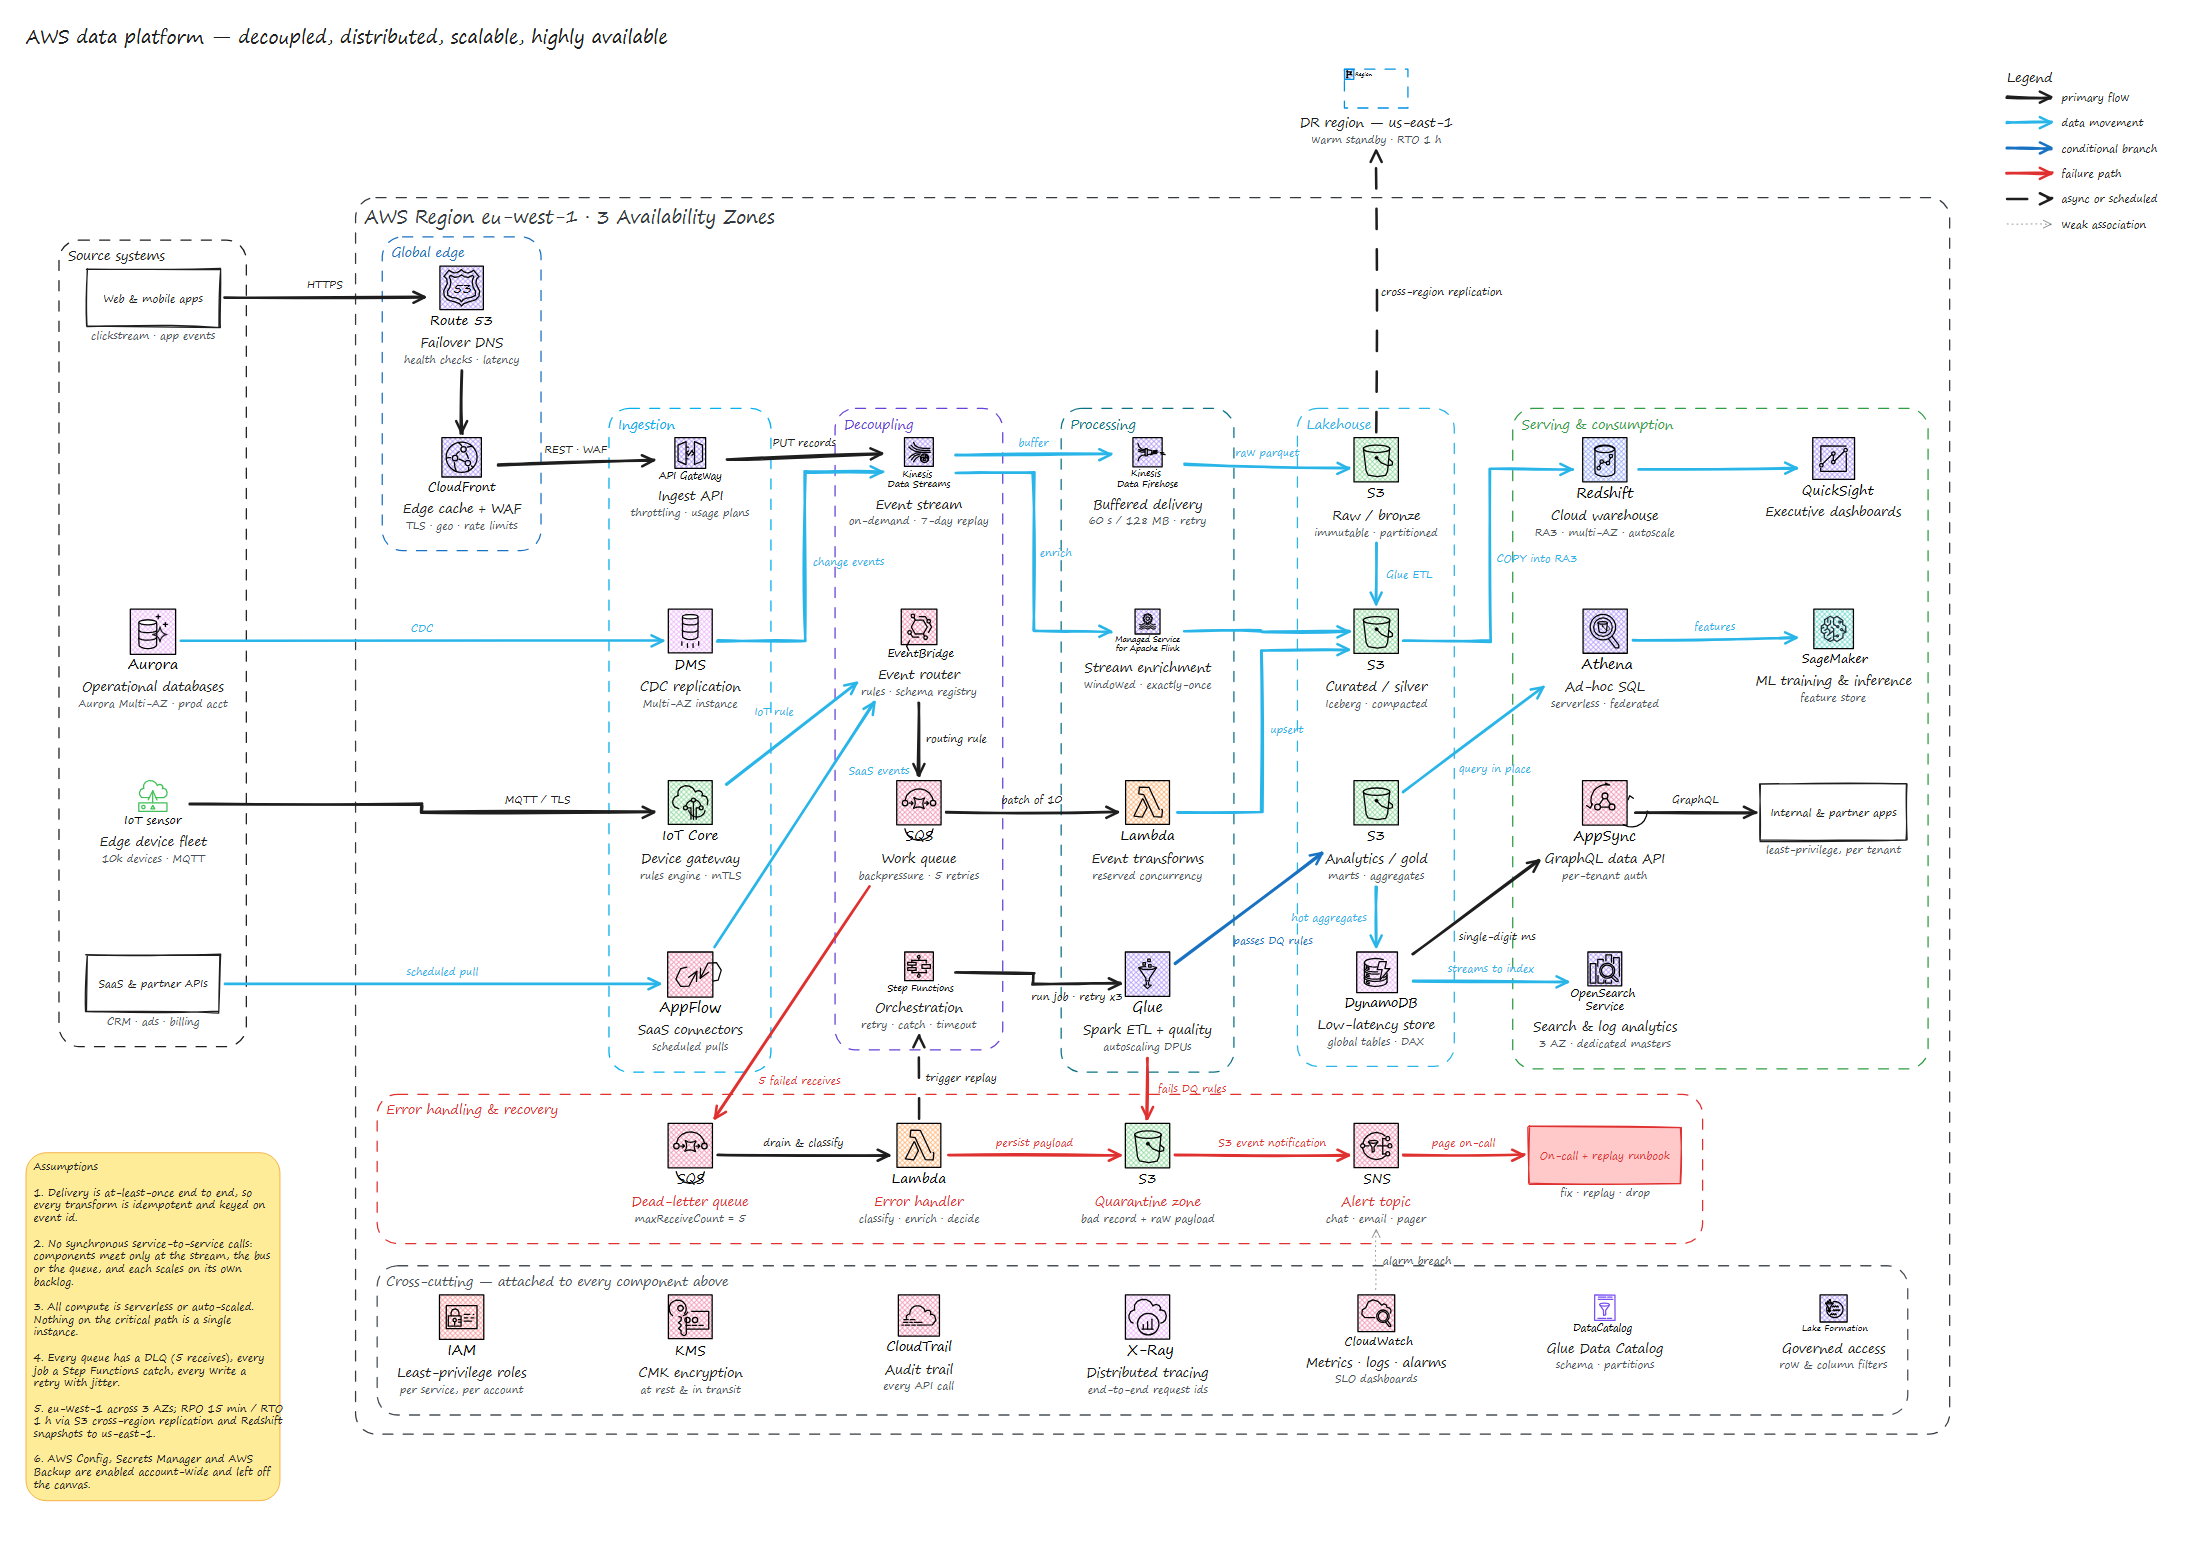 AWS data platform — decoupled, distributed, scalable, highly available
Region
DR region — us-east-1
warm standby · RTO 1 h
Legend
primary flow
data movement
conditional branch
failure path
async or scheduled
weak association
AWS Region eu-west-1 · 3 Availability Zones
cross-region replication
Source systems
Web & mobile apps
clickstream · app events
HTTPS
Global edge
53
Route 53
Failover DNS
health checks · latency
CloudFront
Edge cache + WAF
TLS · geo · rate limits
REST · WAF
Ingestion
API Gateway
Ingest API
throttling · usage plans
PUT records
Decoupling
Kinesis
Data Streams
Event stream
on-demand · 7-day replay
buffer
enrich
change events
Processing
Kinesis
Data Firehose
Buffered delivery
60 s / 128 MB · retry
raw parquet
Lakehouse
S3
Raw / bronze
immutable · partitioned
Glue ETL
Serving & consumption
Redshift
Cloud warehouse
RA3 · multi-AZ · autoscale
COPY into RA3
QuickSight
Executive dashboards
Aurora
Operational databases
Aurora Multi-AZ · prod acct
CDC
DMS
CDC replication
Multi-AZ instance
EventBridge
Event router
rules · schema registry
IoT rule
routing rule
SaaS events
Managed Service
for Apache Flink
Stream enrichment
windowed · exactly-once
S3
Curated / silver
Iceberg · compacted
upsert
Athena
Ad-hoc SQL
serverless · federated
features
SageMaker
ML training & inference
feature store
query in place
IoT sensor
Edge device fleet
10k devices · MQTT
MQTT / TLS
IoT Core
Device gateway
rules engine · mTLS
SQS
Work queue
backpressure · 5 retries
batch of 10
Lambda
Event transforms
reserved concurrency
S3
Analytics / gold
marts · aggregates
hot aggregates
passes DQ rules
AppSync
GraphQL data API
per-tenant auth
GraphQL
Internal & partner apps
least-privilege, per tenant
single-digit ms
SaaS & partner APIs
CRM · ads · billing
scheduled pull
AppFlow
SaaS connectors
scheduled pulls
Step Functions
Orchestration
retry · catch · timeout
run job · retry x3
Glue
Spark ETL + quality
autoscaling DPUs
DynamoDB
Low-latency store
global tables · DAX
streams to index
OpenSearch
Service
Search & log analytics
3 AZ · dedicated masters
5 failed receives
trigger replay
fails DQ rules
Error handling & recovery
SQS
Dead-letter queue
maxReceiveCount = 5
drain & classify
Lambda
Error handler
classify · enrich · decide
persist payload
S3
Quarantine zone
bad record + raw payload
S3 event notification
SNS
Alert topic
chat · email · pager
page on-call
On-call + replay runbook
fix · replay · drop
alarm breach
Cross-cutting — attached to every component above
IAM
Least-privilege roles
per service, per account
KMS
CMK encryption
at rest & in transit
CloudTrail
Audit trail
every API call
X-Ray
Distributed tracing
end-to-end request ids
CloudWatch
Metrics · logs · alarms
SLO dashboards
DataCatalog
Glue Data Catalog
schema · partitions
Lake Formation
Governed access
row & column filters
Assumptions
1. Delivery is at-least-once end to end, so
every transform is idempotent and keyed on
event id.
2. No synchronous service-to-service calls:
components meet only at the stream, the bus
or the queue, and each scales on its own
backlog.
3. All compute is serverless or auto-scaled.
Nothing on the critical path is a single
instance.
4. Every queue has a DLQ (5 receives), every
job a Step Functions catch, every write a
retry with jitter.
5. eu-west-1 across 3 AZs; RPO 15 min / RTO
1 h via S3 cross-region replication and Redshift
snapshots to us-east-1.
6. AWS Config, Secrets Manager and AWS
Backup are enabled account-wide and left off
the canvas.